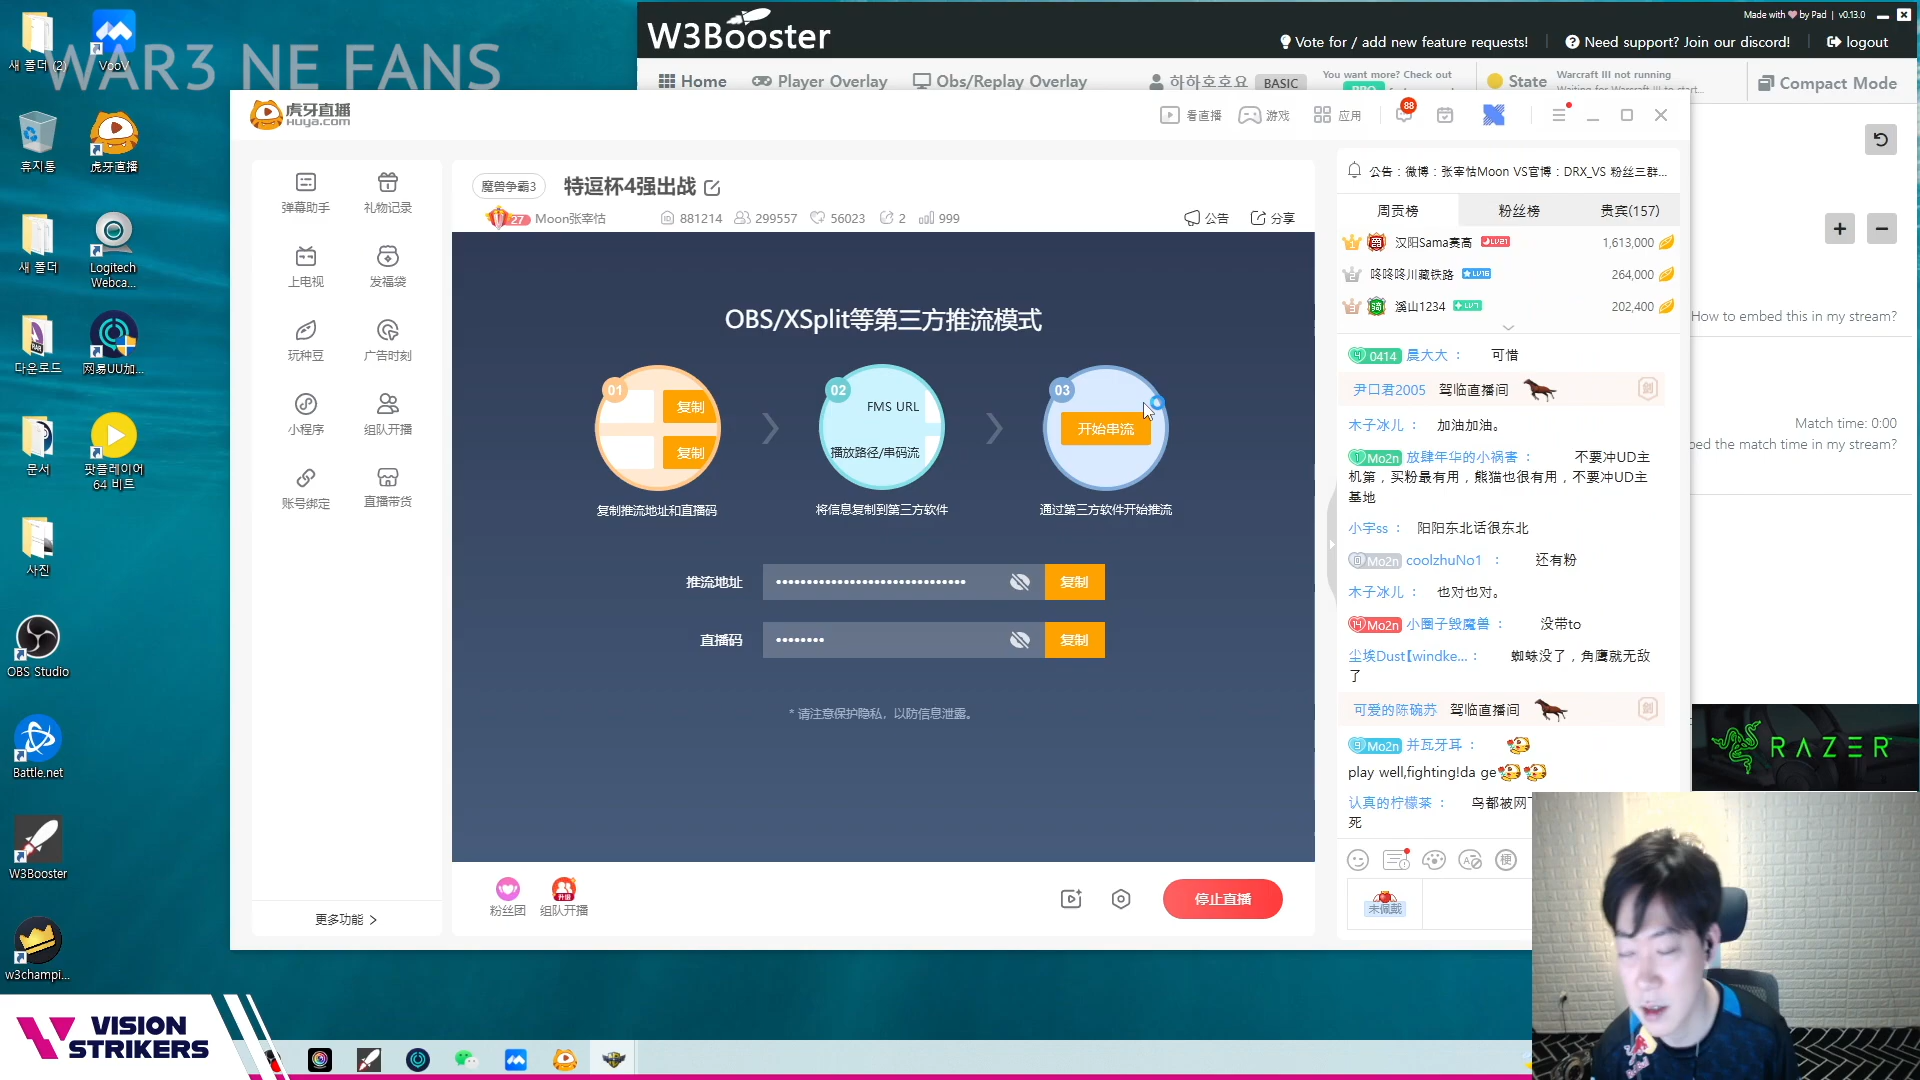 WAR3 NE FANS
새 폴더 (2)
VooV
휴지통
虎牙直播
새 폴더
Logitech
Webca...
다운로드
网易UU加...
문서
팟플레이어
64 비트
사진
OBS Studio
Battle.net
W3Booster
w3champi...
VISION
STRIKERS
W3Booster
Made with ❤ by Pad | v0.13.0
Vote for / add new feature requests!
Need support? Join our discord!
logout
Home
Player Overlay
Obs/Replay Overlay
하하호호요 BASIC
You want more? Check out
PRO
State
Warcraft III not running
Waiting for Warcraft III to start...
Compact Mode
How to embed this in my stream?
Match time: 0:00
bed the match time in my stream?
RAZER
虎牙直播
HUYA.COM
看直播
游戏
应用
88
弹幕助手
礼物记录
上电视
发福袋
玩种豆
广告时刻
小程序
组队开播
账号绑定
直播带货
更多功能 >
魔兽争霸3
特逗杯4强出战
27
Moon张宰怙
881214
299557
56023
2
999
公告
分享
OBS/XSplit等第三方推流模式
01
复制
复制
02
FMS URL
播放路径/串码流
03
开始串流
复制推流地址和直播码
将信息复制到第三方软件
通过第三方软件开始推流
推流地址
复制
直播码
复制
* 请注意保护隐私，以防信息泄露。
粉丝团
组队开播
停止直播
公告：微博：张宰怙Moon VS官博：DRX_VS 粉丝三群...
周贡榜
粉丝榜
贵宾(157)
1 汉阳Sama赛高 LV21 1,613,000
2 咚咚咚川藏铁路 LV16 264,000
3 溪山1234 LV7 202,400
0414 晨大大： 可惜
尹口君2005 驾临直播间
木子冰儿： 加油加油。
Mo2n 放肆年华的小祸害： 不要冲UD主
机第，买粉最有用，熊猫也很有用，不要冲UD主
基地
小宇ss： 阳阳东北话很东北
Mo2n coolzhuNo1： 还有粉
木子冰儿： 也对也对。
14 Mo2n 小圈子毁魔兽： 没带to
尘埃Dust【windke...： 蜘蛛没了，角鹰就无敌
了
可爱的陈碗苏 驾临直播间
9 Mo2n 并瓦牙耳：
play well,fighting!da ge
认真的柠檬茶： 鸟都被网
死
未佩戴